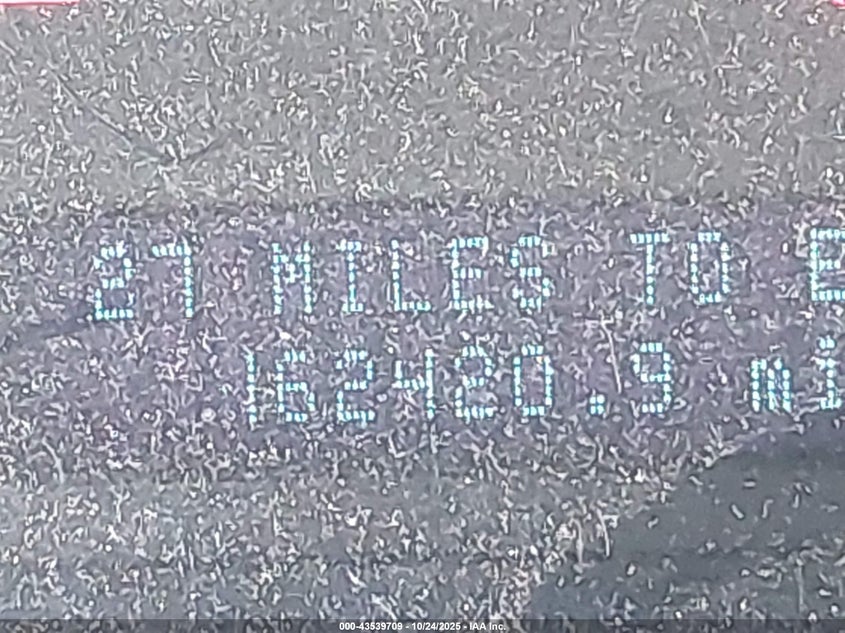 27 MILES TO E
162420.9 mi
000-43539709 - 10/24/2025 - IAA Inc.